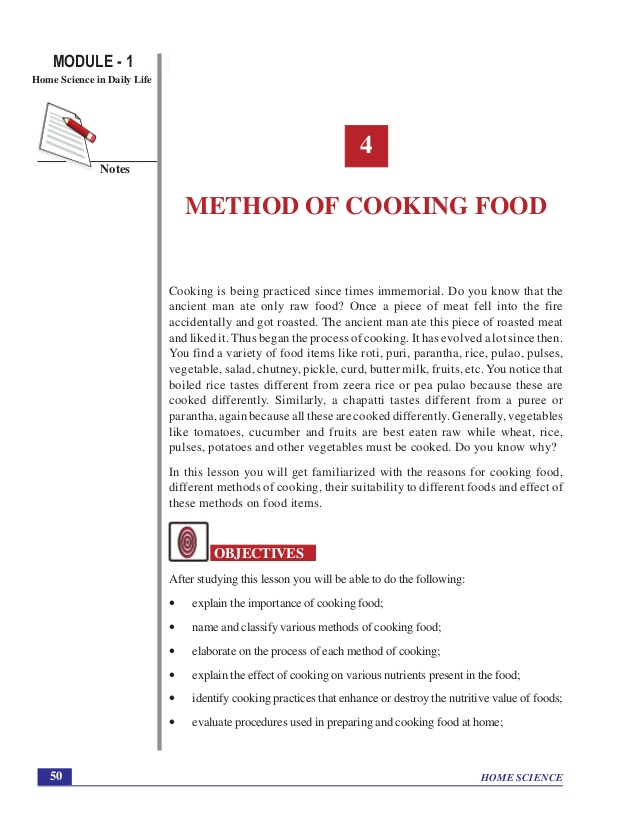 MODULE - 1
Home Science in Daily Life
Notes
4
METHOD OF COOKING FOOD
Cooking is being practiced since times immemorial. Do you know that the
ancient man ate only raw food? Once a piece of meat fell into the fire
accidentally and got roasted. The ancient man ate this piece of roasted meat
and liked it. Thus began the process of cooking. It has evolved a lot since then.
You find a variety of food items like roti, puri, parantha, rice, pulao, pulses,
vegetable, salad, chutney, pickle, curd, butter milk, fruits, etc. You notice that
boiled rice tastes different from zeera rice or pea pulao because these are
cooked differently. Similarly, a chapatti tastes different from a puree or
parantha, again because all these are cooked differently. Generally, vegetables
like tomatoes, cucumber and fruits are best eaten raw while wheat, rice,
pulses, potatoes and other vegetables must be cooked. Do you know why?
In this lesson you will get familiarized with the reasons for cooking food,
different methods of cooking, their suitability to different foods and effect of
these methods on food items.
OBJECTIVES
After studying this lesson you will be able to do the following:
• explain the importance of cooking food;
• name and classify various methods of cooking food;
• elaborate on the process of each method of cooking;
• explain the effect of cooking on various nutrients present in the food;
• identify cooking practices that enhance or destroy the nutritive value of foods;
• evaluate procedures used in preparing and cooking food at home;
50
HOME SCIENCE